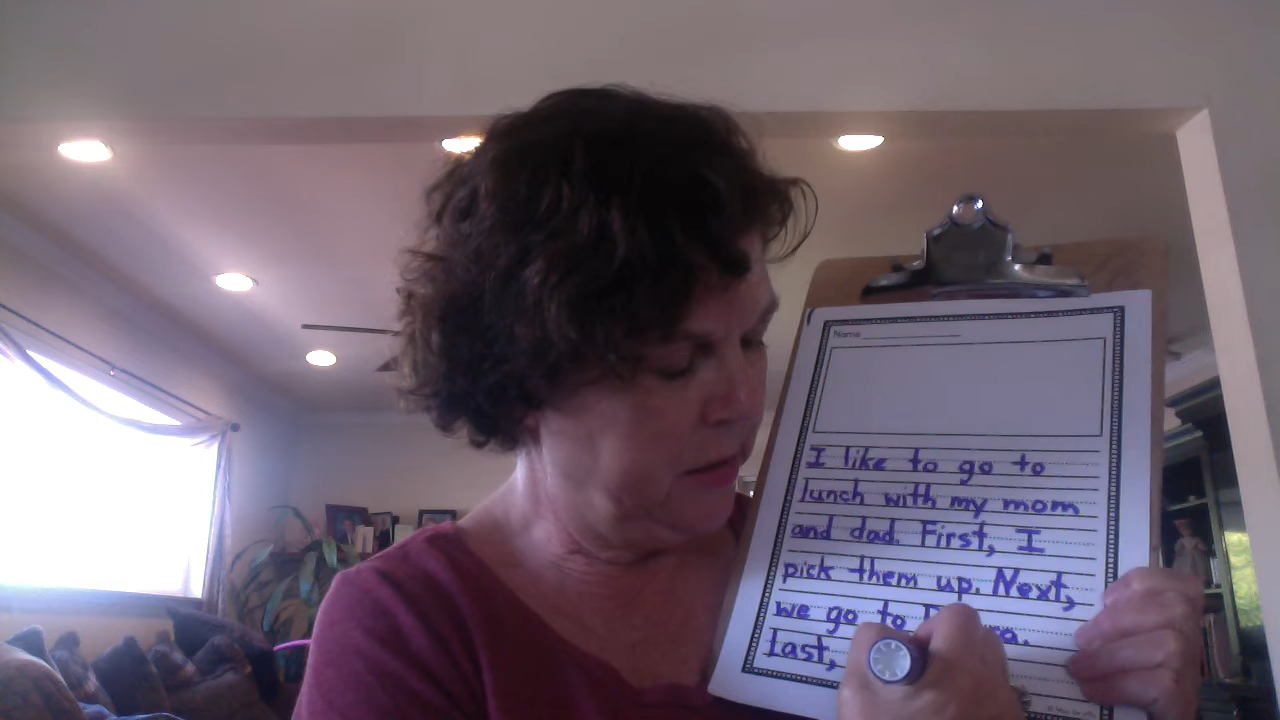 Name
I like to go to
lunch with my mom
and dad. First, I
pick them up. Next,
we go to
Last,